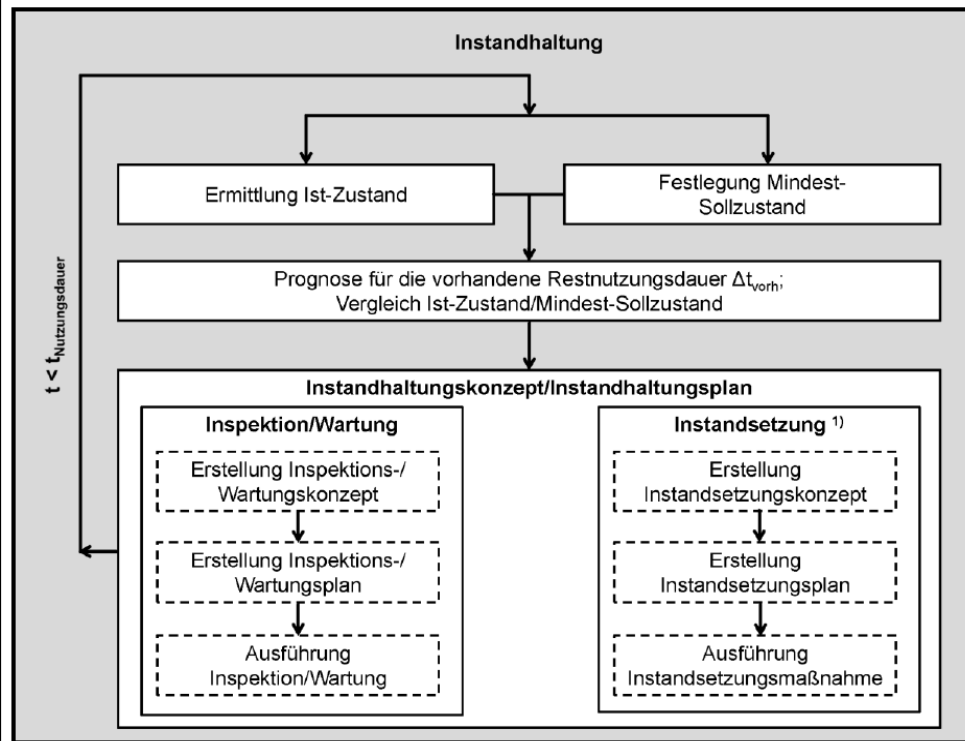 Instandhaltung
Ermittlung Ist-Zustand
Festlegung Mindest-
Sollzustand
Prognose für die vorhandene Restnutzungsdauer Δt_vorh;
Vergleich Ist-Zustand/Mindest-Sollzustand
t < t_Nutzungsdauer
Instandhaltungskonzept/Instandhaltungsplan
Inspektion/Wartung
Erstellung Inspektions-/
Wartungskonzept
Erstellung Inspektions-/
Wartungsplan
Ausführung
Inspektion/Wartung
Instandsetzung 1)
Erstellung
Instandsetzungskonzept
Erstellung
Instandsetzungsplan
Ausführung
Instandsetzungsmaßnahme